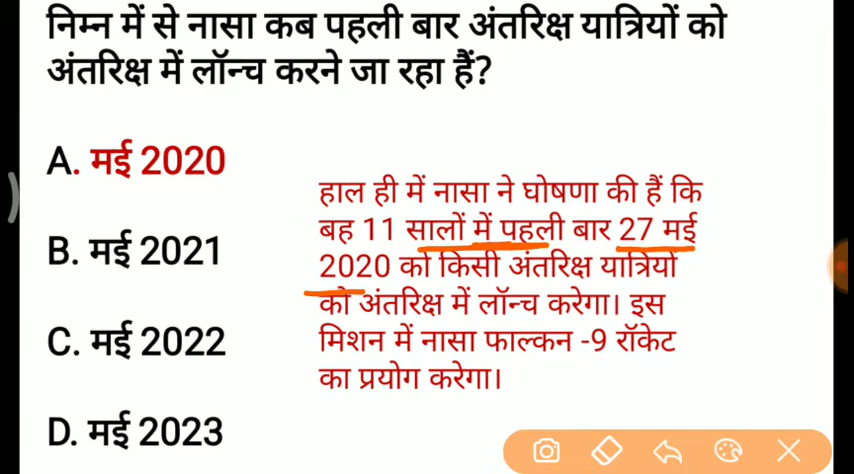 निम्न में से नासा कब पहली बार अंतरिक्ष यात्रियों को
अंतरिक्ष में लॉन्च करने जा रहा हैं?
A. मई 2020
B. मई 2021
C. मई 2022
D. मई 2023
हाल ही में नासा ने घोषणा की हैं कि
बह 11 सालों में पहली बार 27 मई
2020 को किसी अंतरिक्ष यात्रियों
को अंतरिक्ष में लॉन्च करेगा। इस
मिशन में नासा फाल्कन -9 रॉकेट
का प्रयोग करेगा।